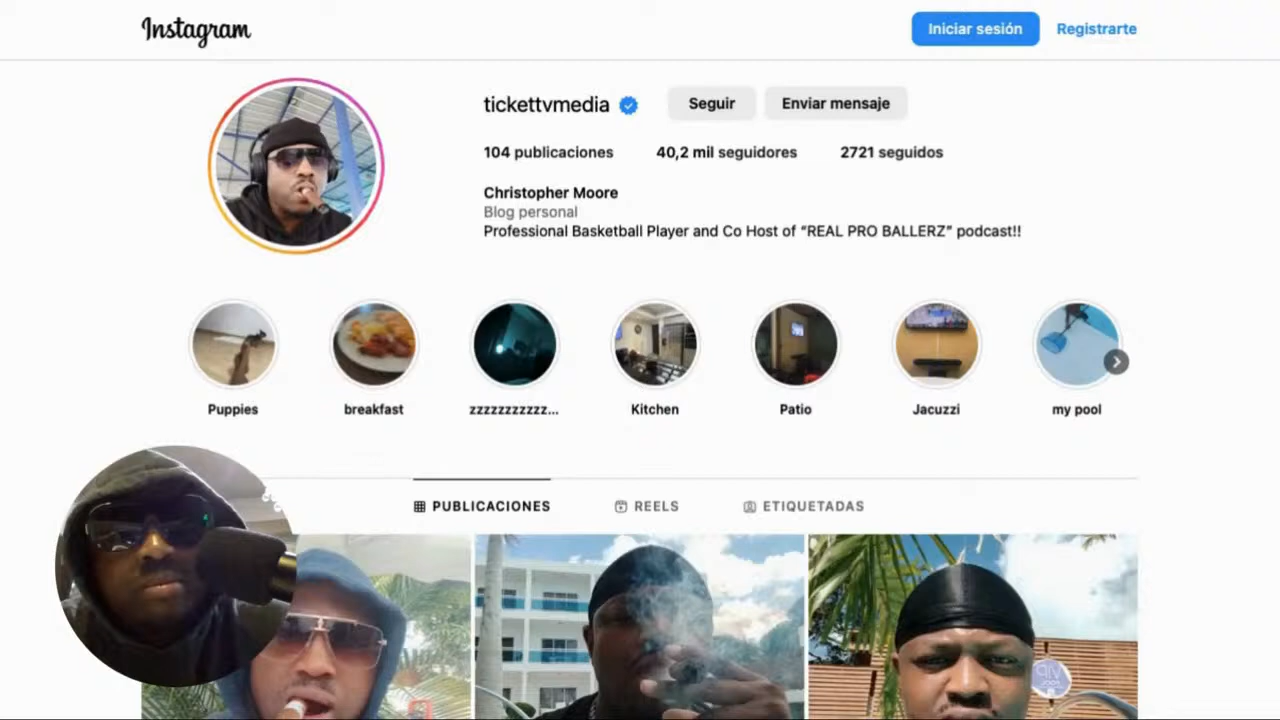 Instagram
Iniciar sesión
Registrarte
tickettvmedia
Seguir
Enviar mensaje
104 publicaciones
40,2 mil seguidores
2721 seguidos
Christopher Moore
Blog personal
Professional Basketball Player and Co Host of “REAL PRO BALLERZ” podcast!!
Puppies
breakfast
zzzzzzzzzzz...
Kitchen
Patio
Jacuzzi
my pool
PUBLICACIONES
REELS
ETIQUETADAS